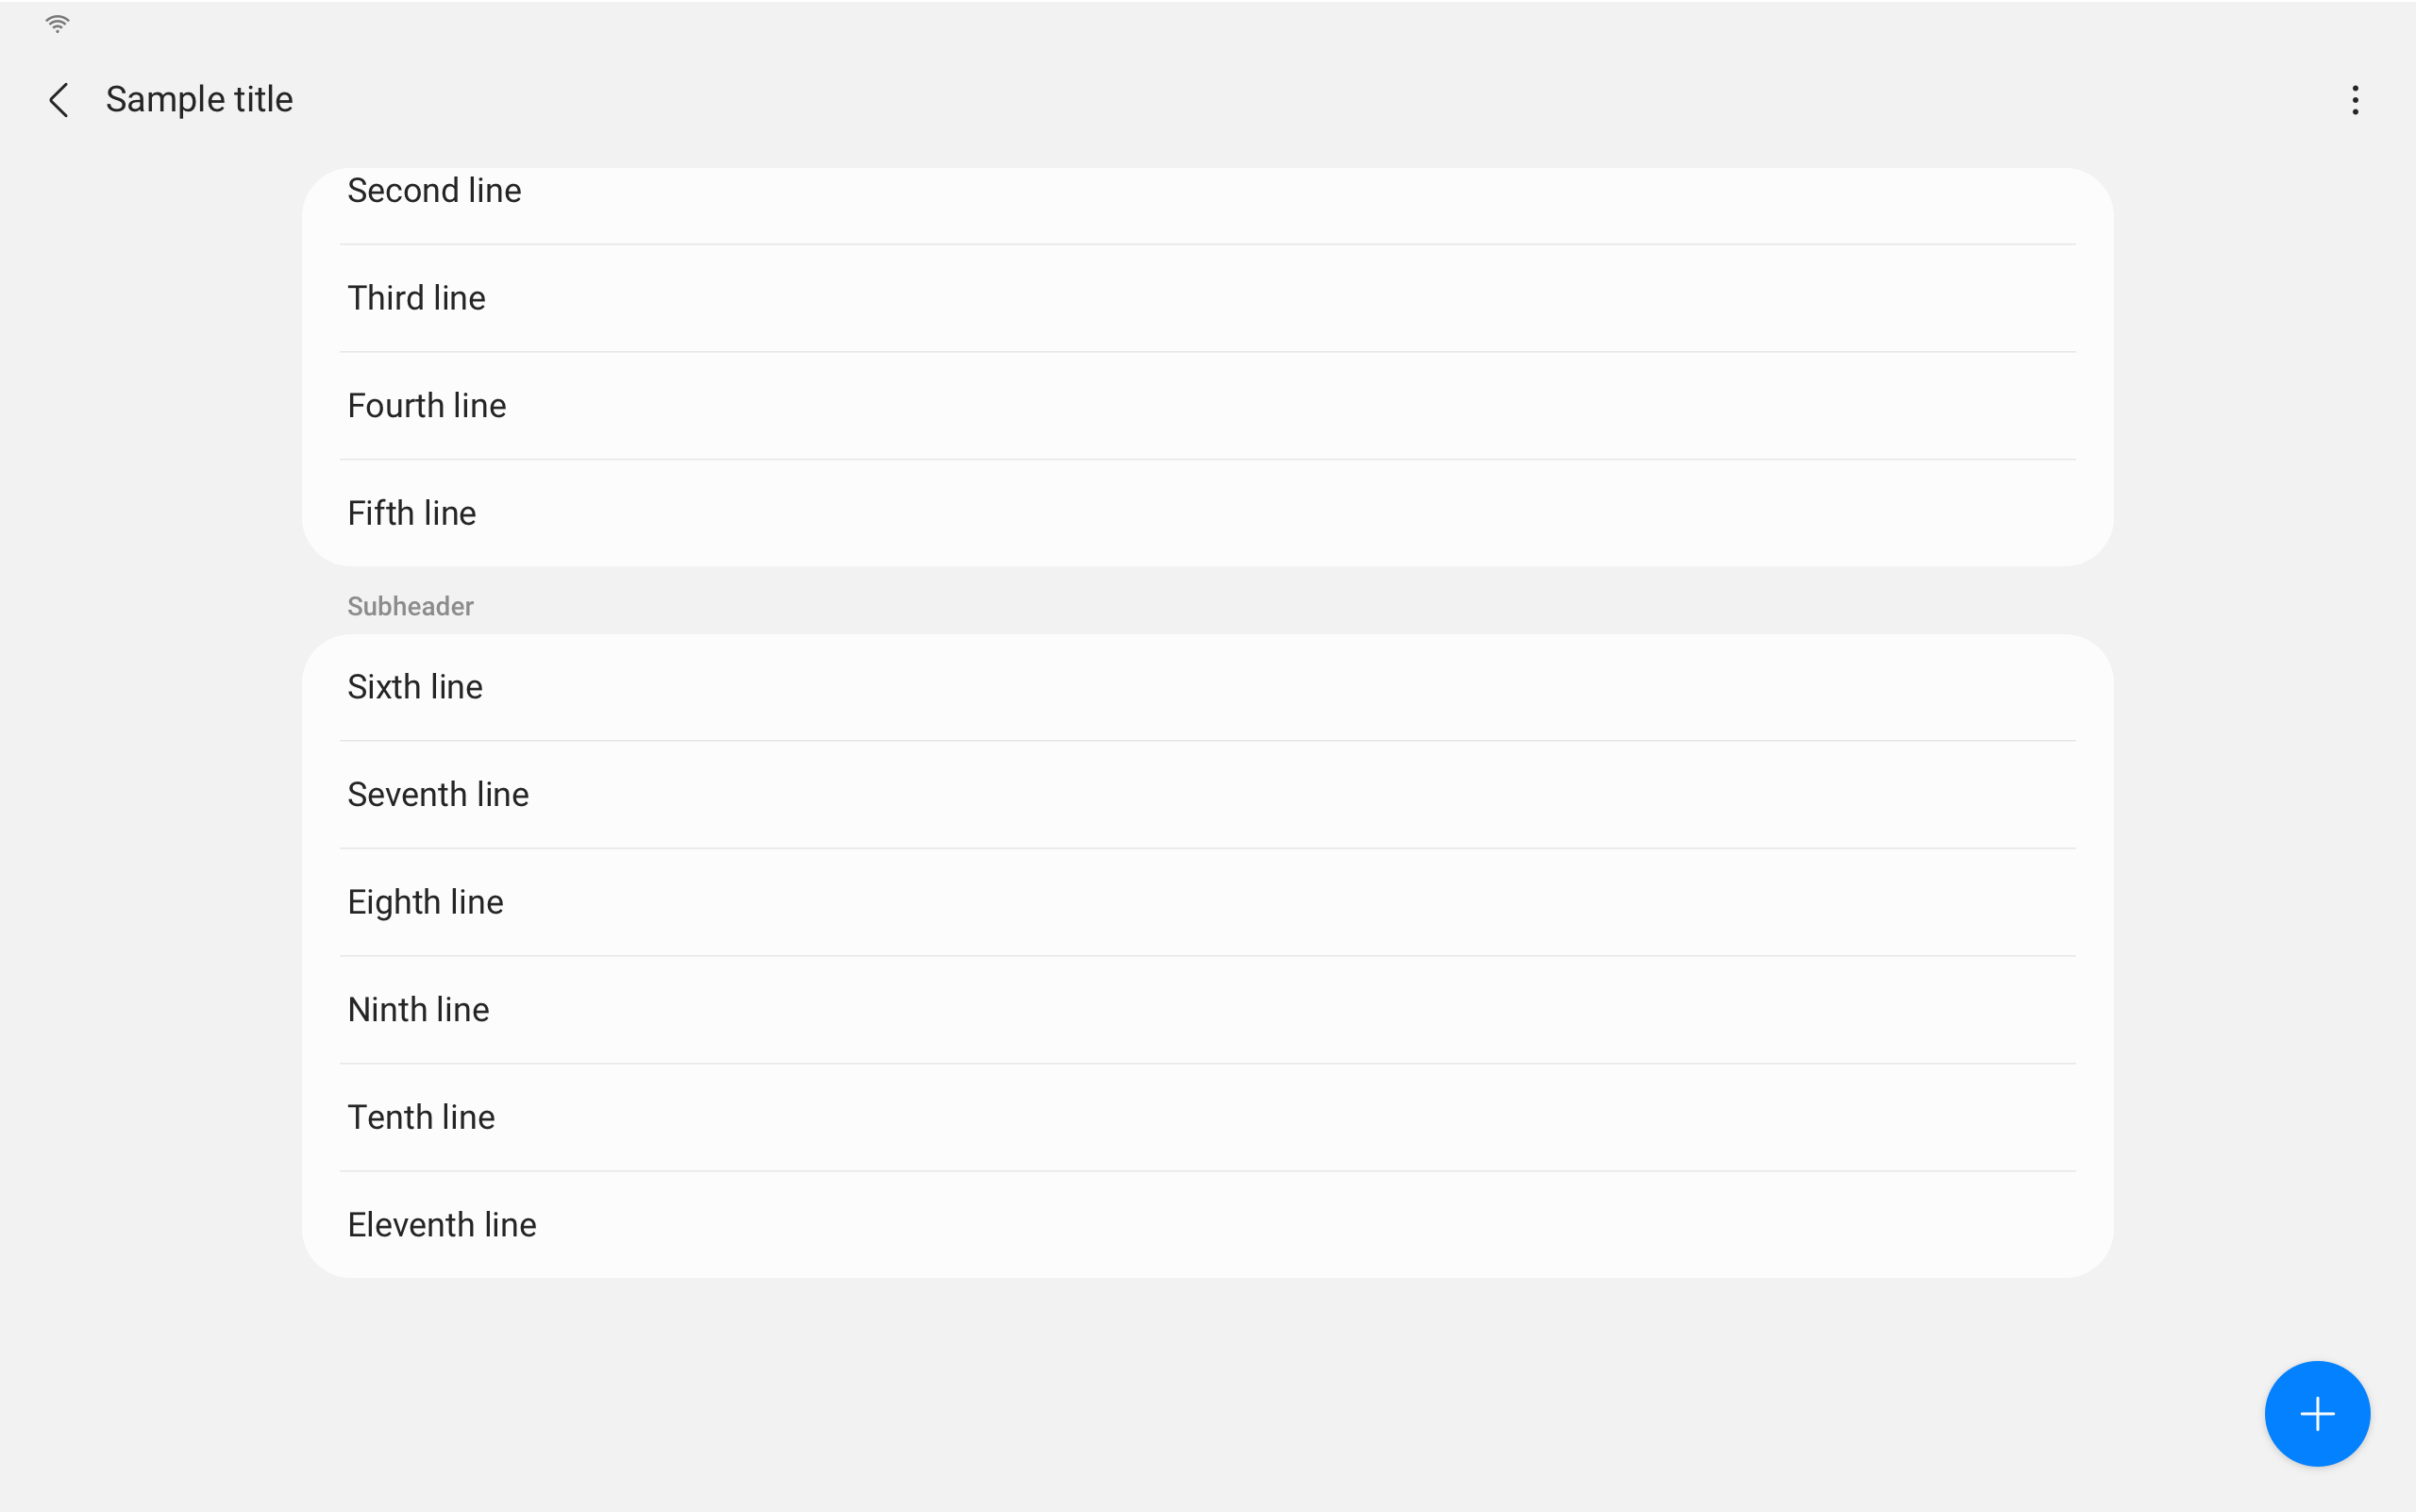 Sample title
Second line
Third line
Fourth line
Fifth line
Subheader
Sixth line
Seventh line
Eighth line
Ninth line
Tenth line
Eleventh line